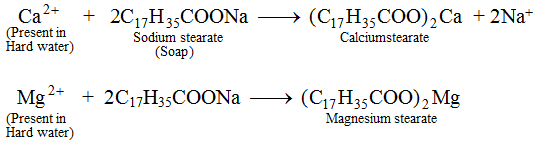 Ca²⁺ + 2C₁₇H₃₅COONa ⟶ (C₁₇H₃₅COO)₂Ca + 2Na⁺
(Present in Hard water) Sodium stearate (Soap) Calciumstearate
Mg²⁺ + 2C₁₇H₃₅COONa ⟶ (C₁₇H₃₅COO)₂Mg
(Present in Hard water) Magnesium stearate